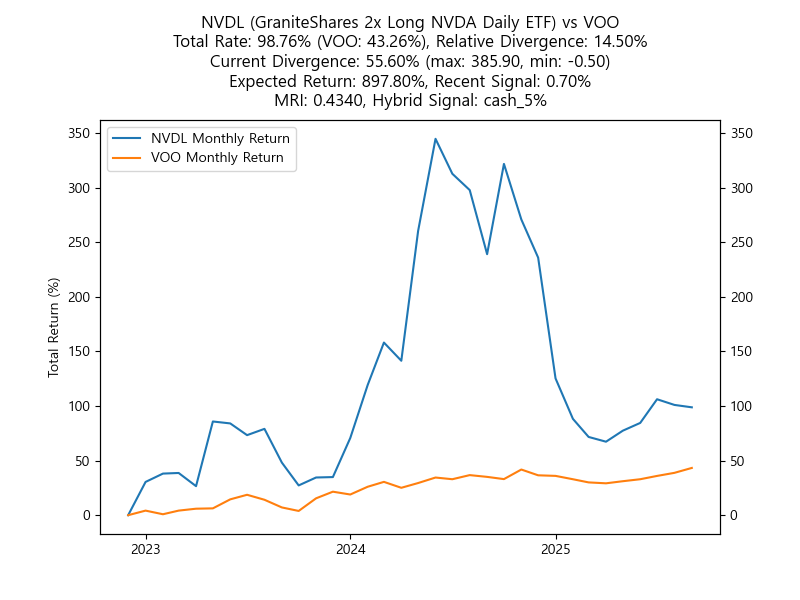 NVDL (GraniteShares 2x Long NVDA Daily ETF) vs VOO
Total Rate: 98.76% (VOO: 43.26%), Relative Divergence: 14.50%
Current Divergence: 55.60% (max: 385.90, min: -0.50)
Expected Return: 897.80%, Recent Signal: 0.70%
MRI: 0.4340, Hybrid Signal: cash_5%
NVDL Monthly Return
VOO Monthly Return
Total Return (%)
350 350
300 300
250 250
200 200
150 150
100 100
50 50
0 0
2023 2024 2025